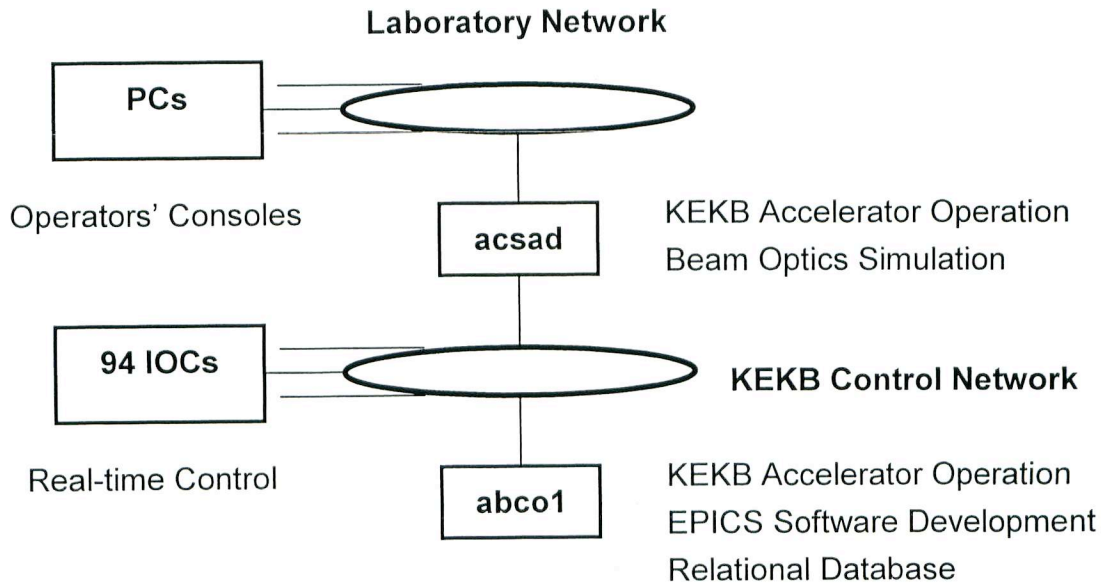 Laboratory Network
PCs
Operators' Consoles
acsad
KEKB Accelerator Operation
Beam Optics Simulation
94 IOCs
KEKB Control Network
Real-time Control
abco1
KEKB Accelerator Operation
EPICS Software Development
Relational Database